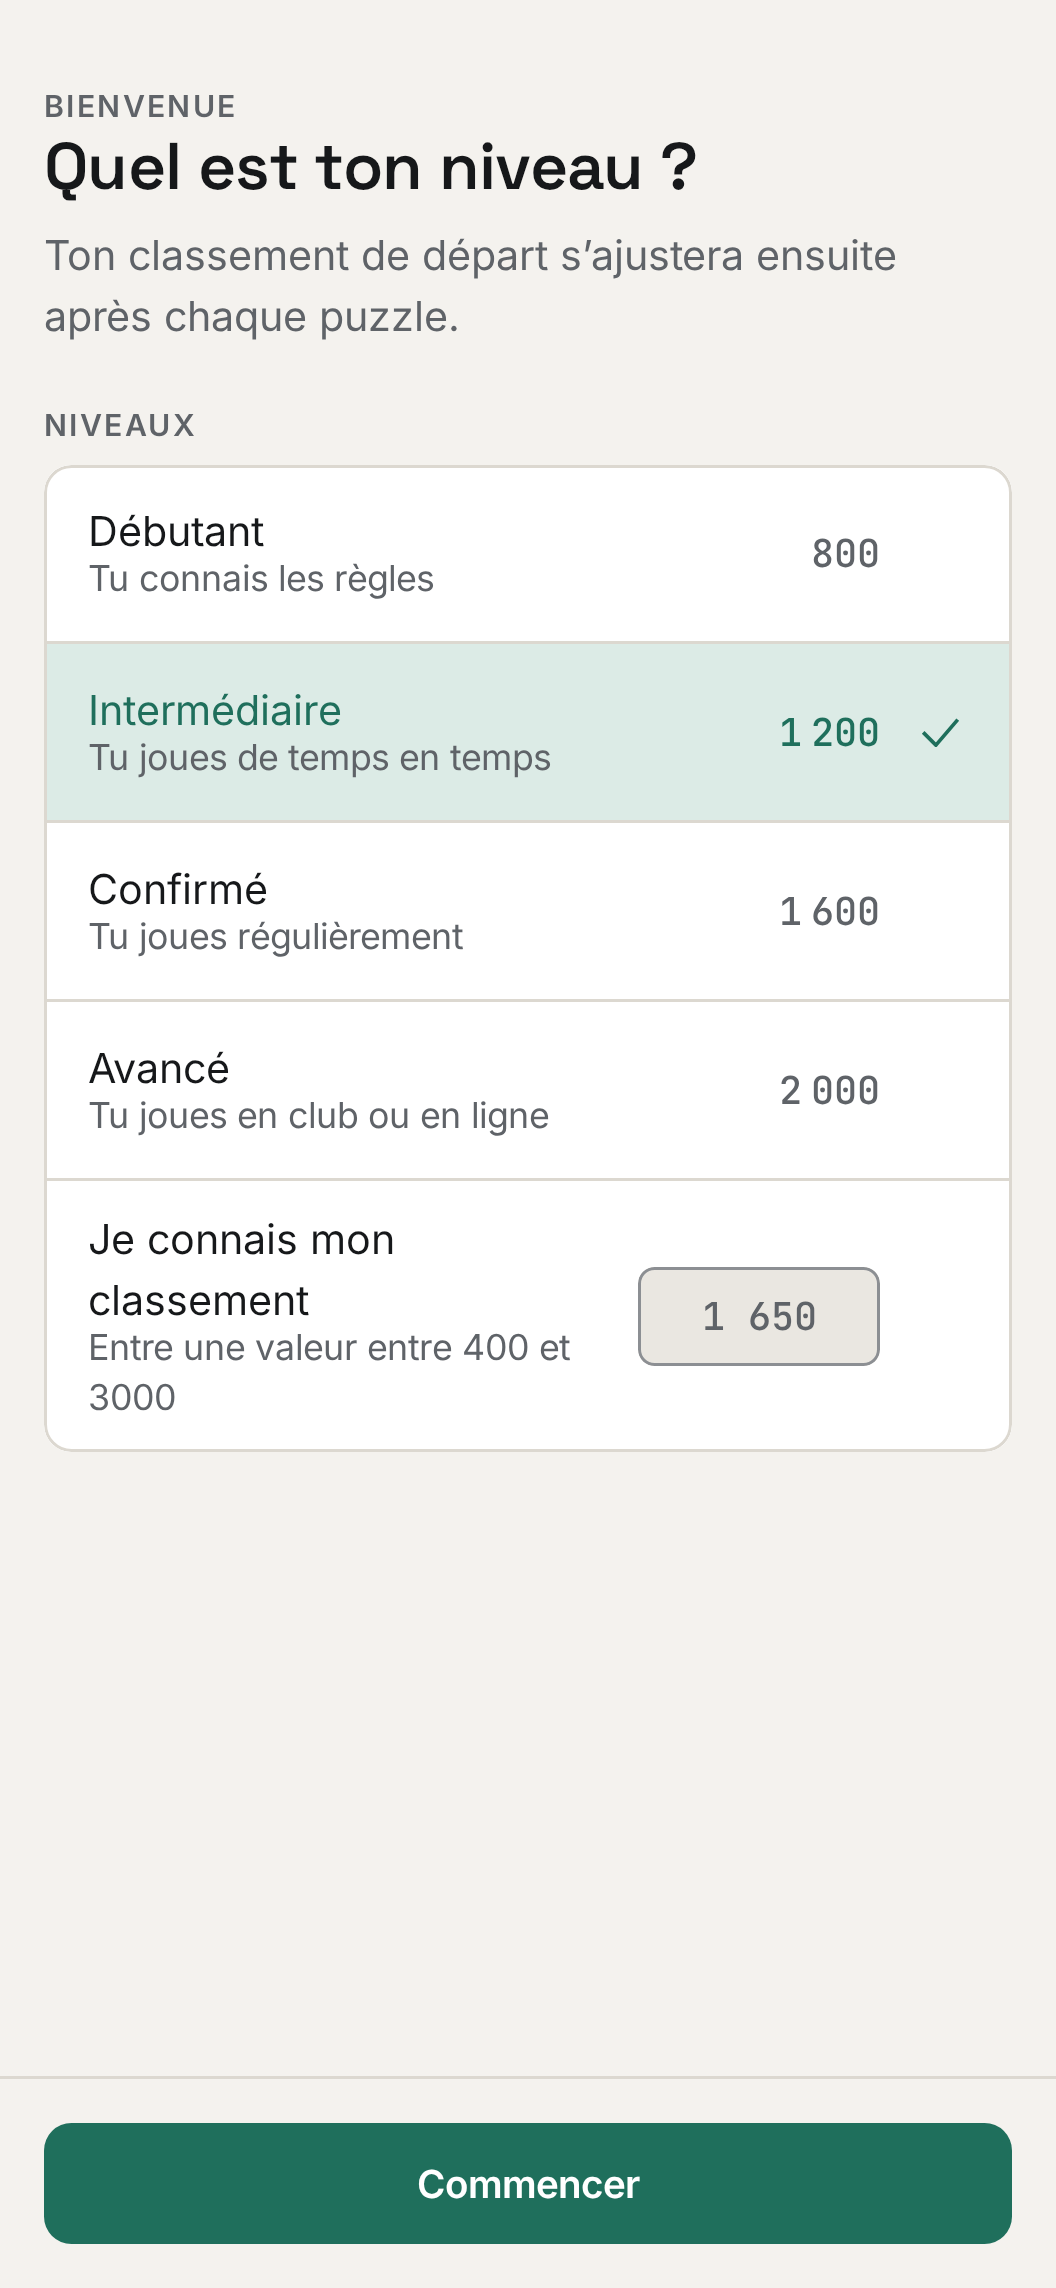 BIENVENUE
Quel est ton niveau ?
Ton classement de départ s’ajustera ensuite
après chaque puzzle.
NIVEAUX
Débutant
Tu connais les règles
800
Intermédiaire
Tu joues de temps en temps
1 200
Confirmé
Tu joues régulièrement
1 600
Avancé
Tu joues en club ou en ligne
2 000
Je connais mon
classement
Entre une valeur entre 400 et
3000
1 650
Commencer